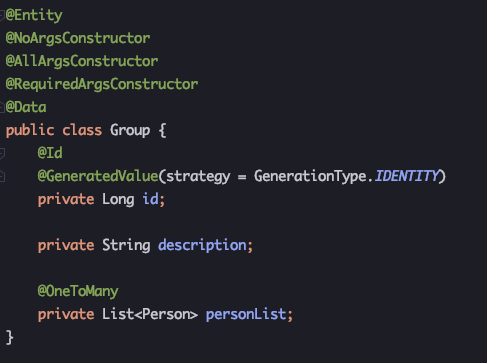 @Entity
@NoArgsConstructor
@AllArgsConstructor
@RequiredArgsConstructor
@Data
public class Group {
@Id
@GeneratedValue(strategy = GenerationType.IDENTITY)
private Long id;
private String description;
@OneToMany
private List<Person> personList;
}